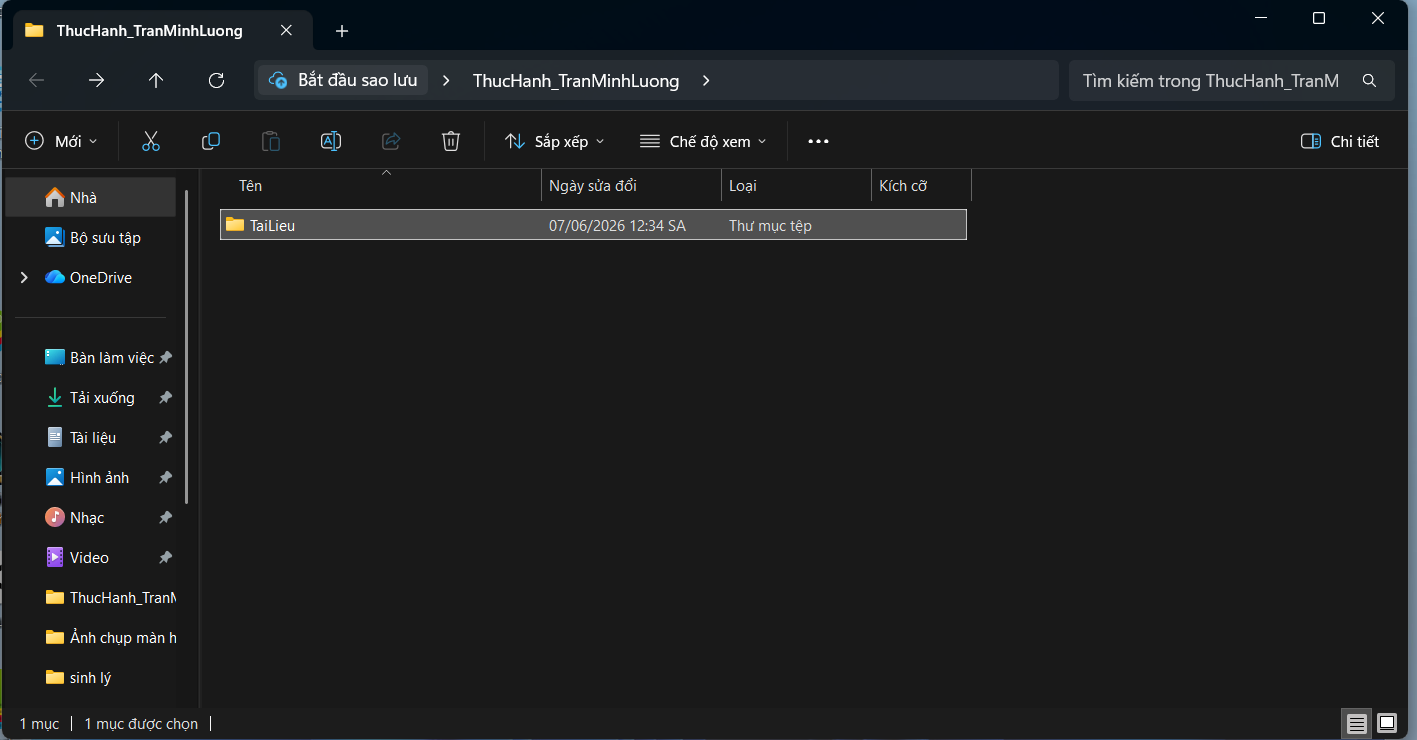 ThucHanh_TranMinhLuong
Bắt đầu sao lưu > ThucHanh_TranMinhLuong >
Tìm kiếm trong ThucHanh_TranM
Mới
Sắp xếp
Chế độ xem
Chi tiết
Tên Ngày sửa đổi Loại Kích cỡ
TaiLieu 07/06/2026 12:34 SA Thư mục tệp
Nhà
Bộ sưu tập
OneDrive
Bàn làm việc
Tải xuống
Tài liệu
Hình ảnh
Nhạc
Video
ThucHanh_TranM
Ảnh chụp màn h
sinh lý
1 mục | 1 mục được chọn |